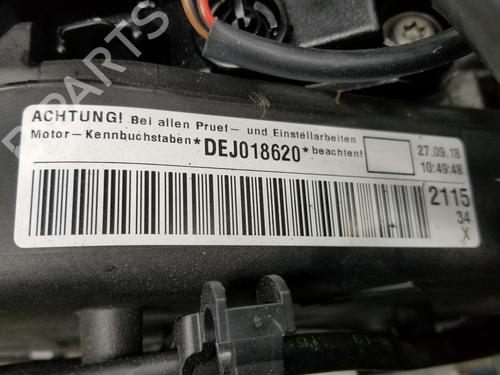 B-PARTS
ACHTUNG! Bei allen Pruef— und Einstellarbeiten
Motor—Kennbuchstaben*DEJ018620*beachten!
27.09.18
10:49:48
2115
34
X